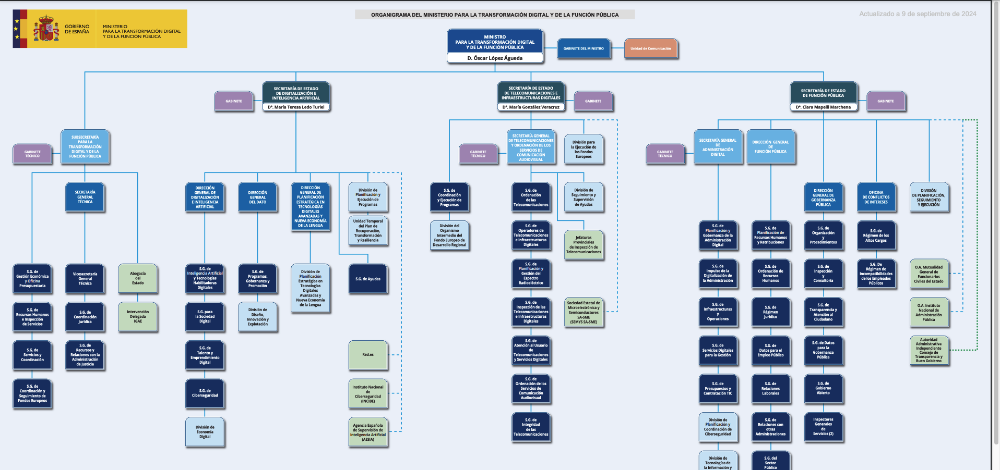 GOBIERNO
DE ESPAÑA
MINISTERIO
PARA LA TRANSFORMACIÓN DIGITAL
Y DE LA FUNCIÓN PÚBLICA
ORGANIGRAMA DEL MINISTERIO PARA LA TRANSFORMACIÓN DIGITAL Y DE LA FUNCIÓN PÚBLICA
Actualizado a 9 de septiembre de 2024
MINISTRO
PARA LA TRANSFORMACIÓN DIGITAL
Y DE LA FUNCIÓN PÚBLICA
D. Óscar López Águeda
GABINETE DEL MINISTRO
Unidad de Comunicación
GABINETE
SECRETARÍA DE ESTADO
DE DIGITALIZACIÓN E
INTELIGENCIA ARTIFICIAL
Dª. María Teresa Ledo Turiel
SECRETARÍA DE ESTADO
DE TELECOMUNICACIONES E
INFRAESTRUCTURAS DIGITALES
Dª. María González Veracruz
GABINETE
SECRETARÍA DE ESTADO
DE FUNCIÓN PÚBLICA
Dª. Clara Mapelli Marchena
GABINETE
GABINETE
TÉCNICO
SUBSECRETARÍA
PARA LA
TRANSFORMACIÓN
DIGITAL Y DE LA
FUNCIÓN PÚBLICA
GABINETE
TÉCNICO
SECRETARÍA GENERAL
DE TELECOMUNICACIONES
Y ORDENACIÓN DE LOS
SERVICIOS DE
COMUNICACIÓN
AUDIOVISUAL
División para
la Ejecución de
los Fondos
Europeos
GABINETE
TÉCNICO
SECRETARÍA GENERAL
DE
ADMINISTRACIÓN
DIGITAL
DIRECCIÓN GENERAL
DE
FUNCIÓN PÚBLICA
SECRETARÍA
GENERAL
TÉCNICA
DIRECCIÓN
GENERAL DE
DIGITALIZACIÓN
E INTELIGENCIA
ARTIFICIAL
DIRECCIÓN
GENERAL
DEL DATO
DIRECCIÓN
GENERAL DE
PLANIFICACIÓN
ESTRATÉGICA EN
TECNOLOGÍAS
DIGITALES
AVANZADAS Y
NUEVA ECONOMÍA
DE LA LENGUA
División de
Planificación y
Ejecución de
Programas
Unidad Temporal
del Plan de
Recuperación,
Transformación
y Resiliencia
S.G. de
Coordinación
y Ejecución de
Programas
División del
Organismo
Intermedio del
Fondo Europeo de
Desarrollo Regional
S.G. de
Ordenación
de las
Telecomunicaciones
División de
Seguimiento y
Supervisión
de Ayudas
DIRECCIÓN
GENERAL DE
GOBERNANZA
PÚBLICA
OFICINA
DE CONFLICTOS
DE INTERESES
DIVISIÓN
DE PLANIFICACIÓN,
SEGUIMIENTO
Y EJECUCIÓN
S.G. de
Operadores de
Telecomunicaciones
e Infraestructuras
Digitales
Jefaturas
Provinciales
de Inspección de
Telecomunicaciones
S.G. de
Planificación y
Gobernanza de la
Administración
Digital
S.G. de
Planificación de
Recursos Humanos
y Retribuciones
S.G. de
Organización
y
Procedimientos
S.G. de
Régimen de los
Altos Cargos
S.G. de
Gestión Económica
y Oficina
Presupuestaria
Vicesecretaría
General
Técnica
Abogacía
del
Estado
S.G. de
Inteligencia Artificial
y Tecnologías
Habilitadoras
Digitales
S.G. de
Programas,
Gobernanza y
Promoción
División de
Planificación
Estratégica en
Tecnologías
Digitales
Avanzadas y
Nueva Economía
de la Lengua
S.G. de Ayudas
S.G. de
Planificación y
Gestión del
Espectro
Radioeléctrico
S.G. de
Impulso de la
Digitalización de
la Administración
S.G. de
Ordenación de
Recursos
Humanos
S.G. de
Inspección
y
Consultoría
S.G. De
Régimen de
Incompatibilidades
de los Empleados
Públicos
O.A. Mutualidad
General de
Funcionarios
Civiles del Estado
S.G. de
Recursos Humanos
e Inspección
de Servicios
S.G. de
Coordinación
Jurídica
Intervención
Delegada
IGAE
S.G. para
la Sociedad
Digital
División de
Diseño,
Innovación y
Explotación
S.G. de
Inspección de las
Telecomunicaciones
e Infraestructuras
Digitales
Sociedad Estatal de
Microelectrónica y
Semiconductores
SA-SME
(SEMYS SA-SME)
S.G. de
Infraestructuras
y
Operaciones
S.G. de
Régimen
Jurídico
S.G. de
Transparencia y
Atención al
Ciudadano
O.A. Instituto
Nacional de
Administración
Pública
S.G. de
Servicios y
Coordinación
S.G. de
Recursos y
Relaciones con la
Administración
de Justicia
S.G. de
Talento y
Emprendimiento
Digital
Red.es
S.G. de
Atención al Usuario
de
Telecomunicaciones
y Servicios Digitales
S.G. de
Servicios Digitales
para la Gestión
S.G. de
Datos para el
Empleo Público
S.G. de Datos
para la
Gobernanza
Pública
Autoridad
Administrativa
Independiente
Consejo de
Transparencia y
Buen Gobierno
S.G. de
Coordinación y
Seguimiento de
Fondos Europeos
S.G. de
Ciberseguridad
Instituto Nacional
de
Ciberseguridad
(INCIBE)
S.G. de
Ordenación de los
Servicios de
Comunicación
Audiovisual
S.G. de
Presupuestos y
Contratación TIC
S.G. de
Relaciones
Laborales
S.G. de
Gobierno
Abierto
División de
Economía
Digital
Agencia Española
de Supervisión de
Inteligencia Artificial
(AESIA)
S.G. de
Integridad
de las
Telecomunicaciones
División de
Planificación y
Coordinación de
Ciberseguridad
S.G. de
Relaciones con
otras
Administraciones
Inspectores
Generales
de
Servicios (2)
División de
Tecnologías de
la Información y
S.G. del
Sector
Público